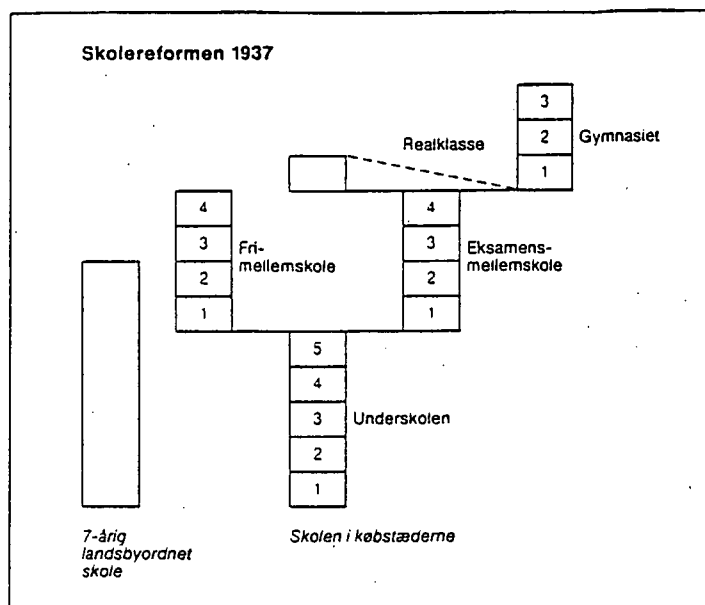 Skolereformen 1937
3
2
1
Gymnasiet
Realklasse
4
3
2
1
Fri-
mellemskole
4
3
2
1
Eksamens-
mellemskole
5
4
3
2
1
Underskolen
7-årig
landsbyordnet
skole
Skolen i købstæderne